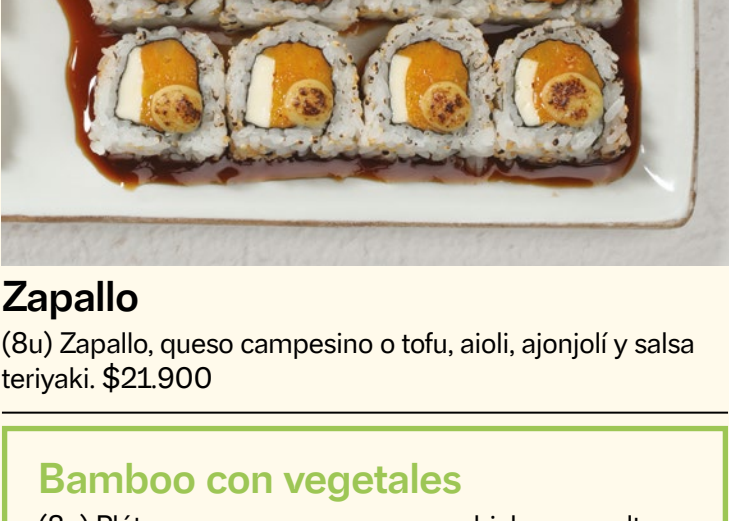 Zapallo
(8u) Zapallo, queso campesino o tofu, aioli, ajonjolí y salsa
teriyaki. $21.900
Bamboo con vegetales